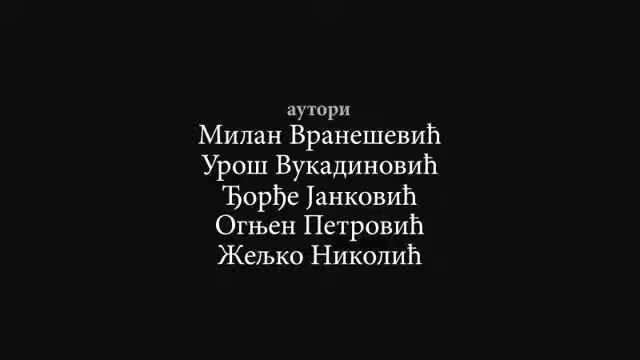 аутори
Милан Вранешевић
Урош Вукадиновић
Ђорђе Јанковић
Огњен Петровић
Жељко Николић